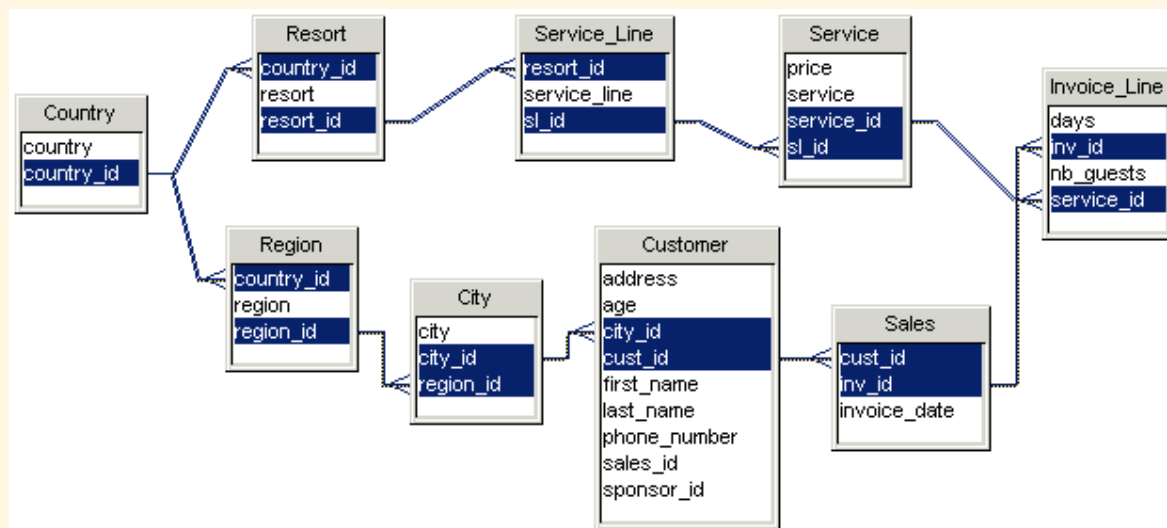 Country
country
country_id
Resort
country_id
resort
resort_id
Service_Line
resort_id
service_line
sl_id
Service
price
service
service_id
sl_id
Invoice_Line
days
inv_id
nb_guests
service_id
Region
country_id
region
region_id
City
city
city_id
region_id
Customer
address
age
city_id
cust_id
first_name
last_name
phone_number
sales_id
sponsor_id
Sales
cust_id
inv_id
invoice_date